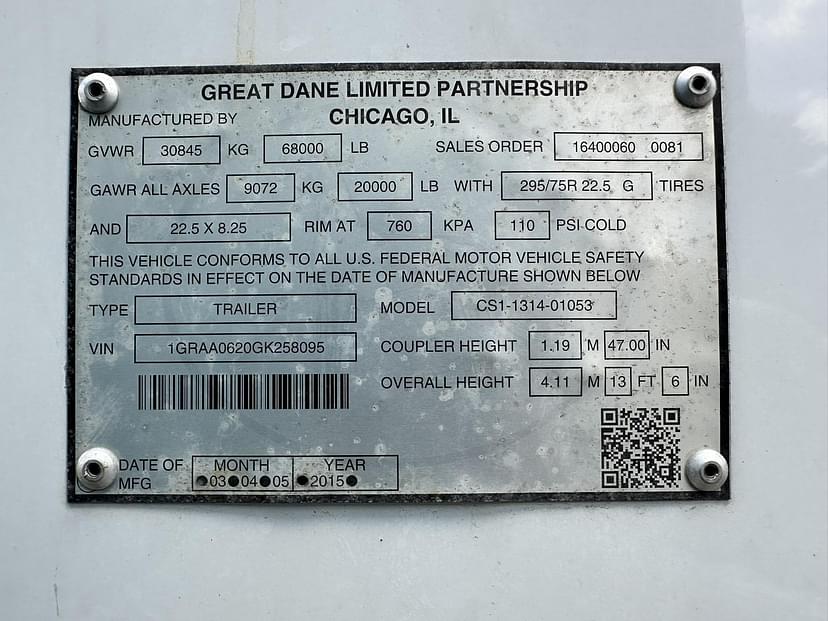 GREAT DANE LIMITED PARTNERSHIP
MANUFACTURED BY CHICAGO, IL
GVWR 30845 KG 68000 LB SALES ORDER 16400060 0081
GAWR ALL AXLES 9072 KG 20000 LB WITH 295/75R 22.5 G TIRES
AND 22.5 X 8.25 RIM AT 760 KPA 110 PSI COLD
THIS VEHICLE CONFORMS TO ALL U.S. FEDERAL MOTOR VEHICLE SAFETY
STANDARDS IN EFFECT ON THE DATE OF MANUFACTURE SHOWN BELOW
TYPE TRAILER MODEL CS1-1314-01053
VIN 1GRAA0620GK258095 COUPLER HEIGHT 1.19 M 47.00 IN
OVERALL HEIGHT 4.11 M 13 FT 6 IN
DATE OF MONTH YEAR
MFG 03 04 05 2015